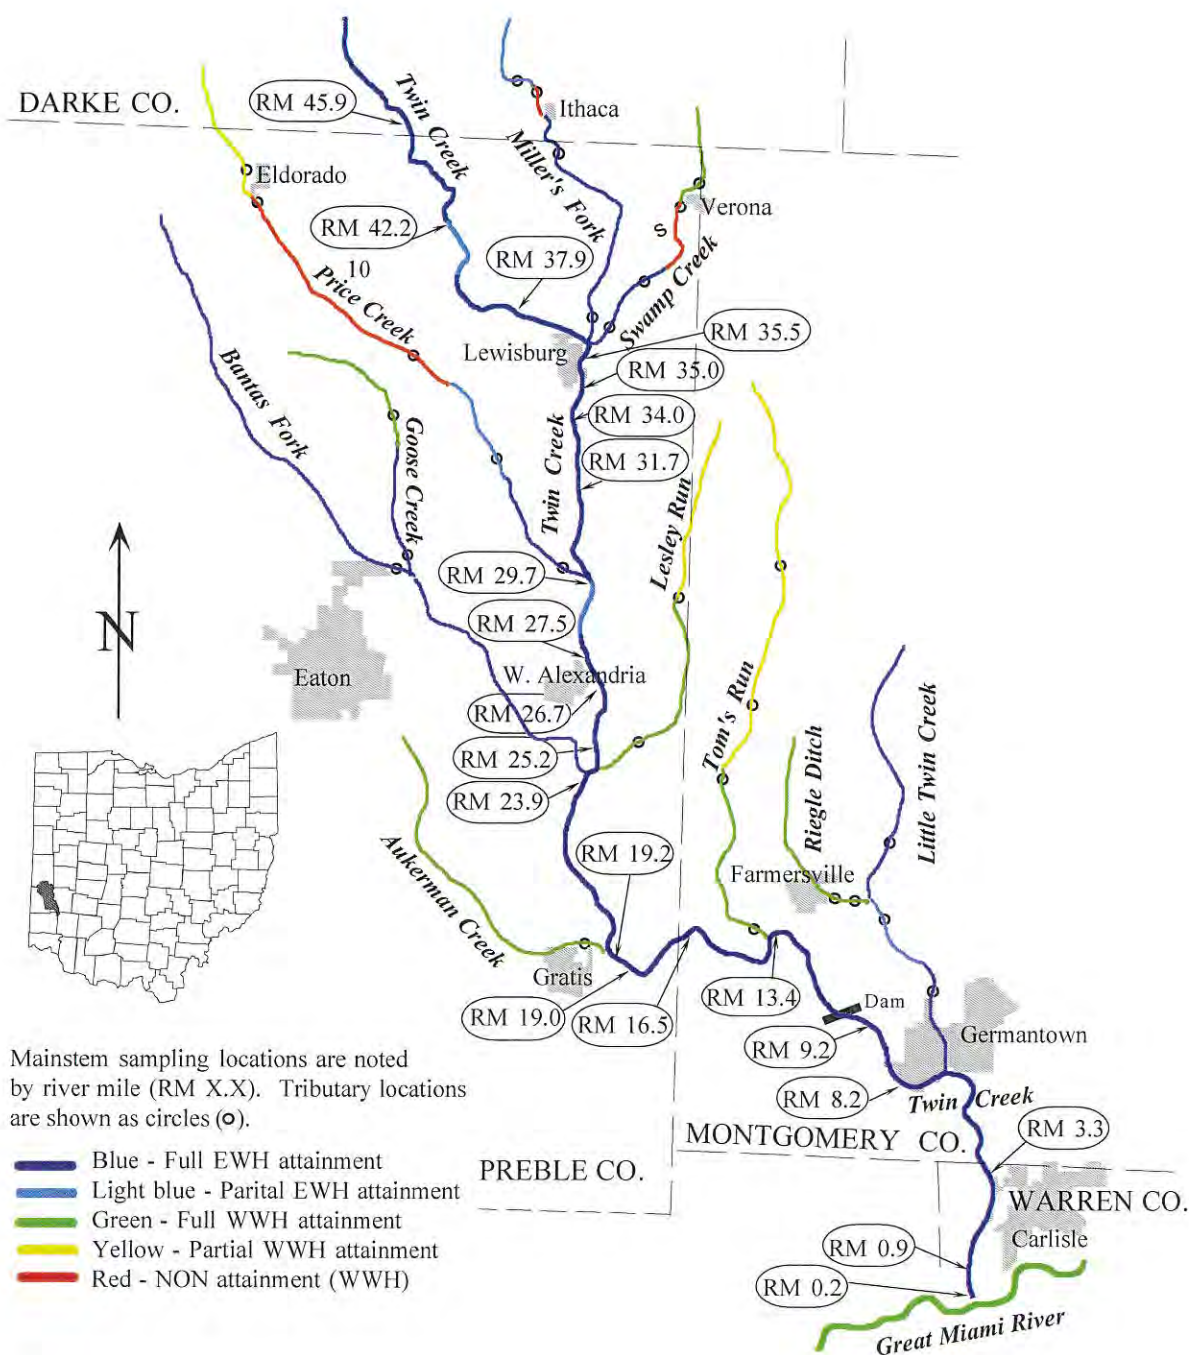 DARKE CO.
RM 45.9
Twin Creek
Ithaca
Miller's Fork
Eldorado
Verona
S
RM 42.2
RM 37.9
10
Price Creek
Swamp Creek
RM 35.5
Lewisburg
RM 35.0
Bantas Fork
RM 34.0
Goose Creek
Twin Creek
RM 31.7
Lesley Run
RM 29.7
N
RM 27.5
Eaton
W. Alexandria
RM 26.7
Tom's Run
RM 25.2
Riegle Ditch
Little Twin Creek
RM 23.9
Aukerman Creek
RM 19.2
Farmersville
Gratis
RM 19.0
RM 16.5
RM 13.4
Dam
Germantown
RM 9.2
RM 8.2
Twin Creek
Mainstem sampling locations are noted
by river mile (RM X.X). Tributary locations
are shown as circles (o).
MONTGOMERY CO.
RM 3.3
PREBLE CO.
WARREN CO.
Carlisle
RM 0.9
RM 0.2
Great Miami River
Blue - Full EWH attainment
Light blue - Parital EWH attainment
Green - Full WWH attainment
Yellow - Partial WWH attainment
Red - NON attainment (WWH)